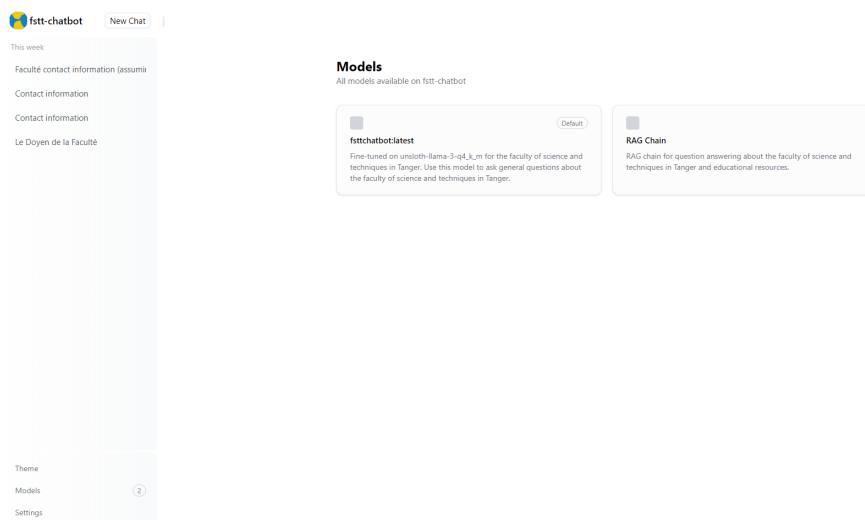 fstt-chatbot
New Chat
This week
Faculté contact information (assumi
Contact information
Contact information
Le Doyen de la Faculté
Theme
Models
2
Settings
Models
All models available on fstt-chatbot
Default
fsttchatbot:latest
Fine-tuned on unsloth-llama-3-q4_k_m for the faculty of science and
techniques in Tanger. Use this model to ask general questions about
the faculty of science and techniques in Tanger.
RAG Chain
RAG chain for question answering about the faculty of science and
techniques in Tanger and educational resources.